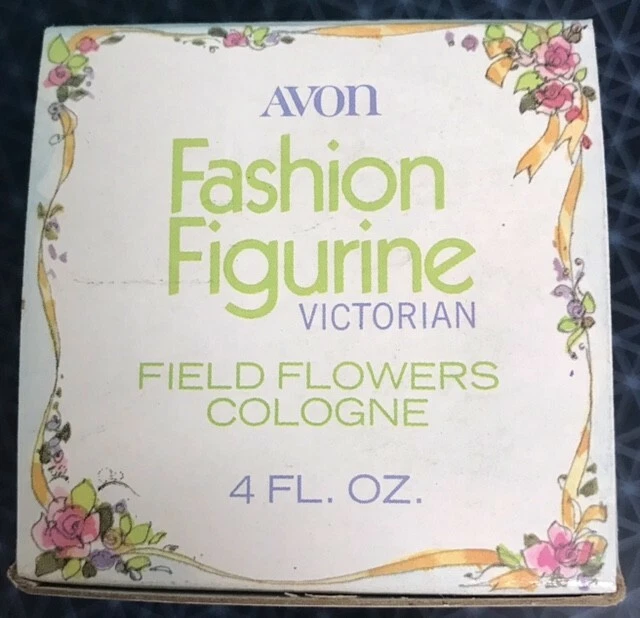 AVON
Fashion
Figurine
VICTORIAN
FIELD FLOWERS
COLOGNE
4 FL. OZ.